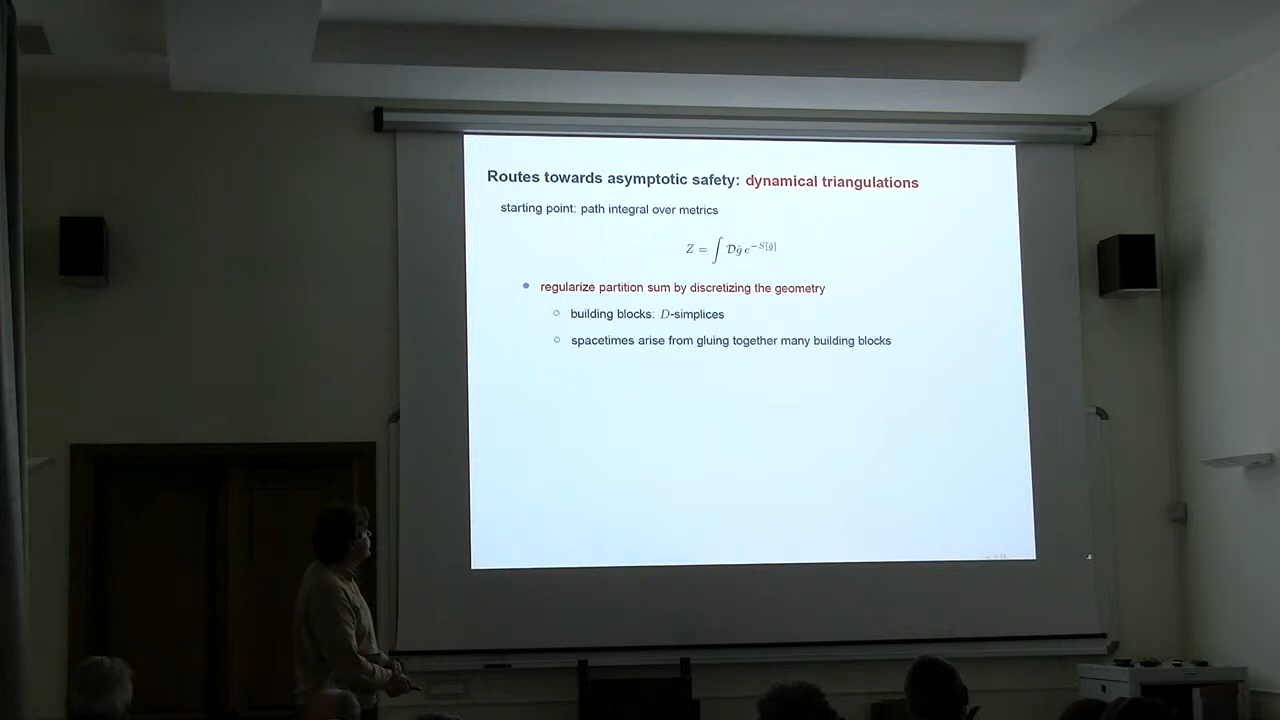 Routes towards asymptotic safety: dynamical triangulations
starting point: path integral over metrics
Z = ∫ 𝒟ĝ e^{−S[ĝ]}
• regularize partition sum by discretizing the geometry
○ building blocks: D-simplices
○ spacetimes arise from gluing together many building blocks